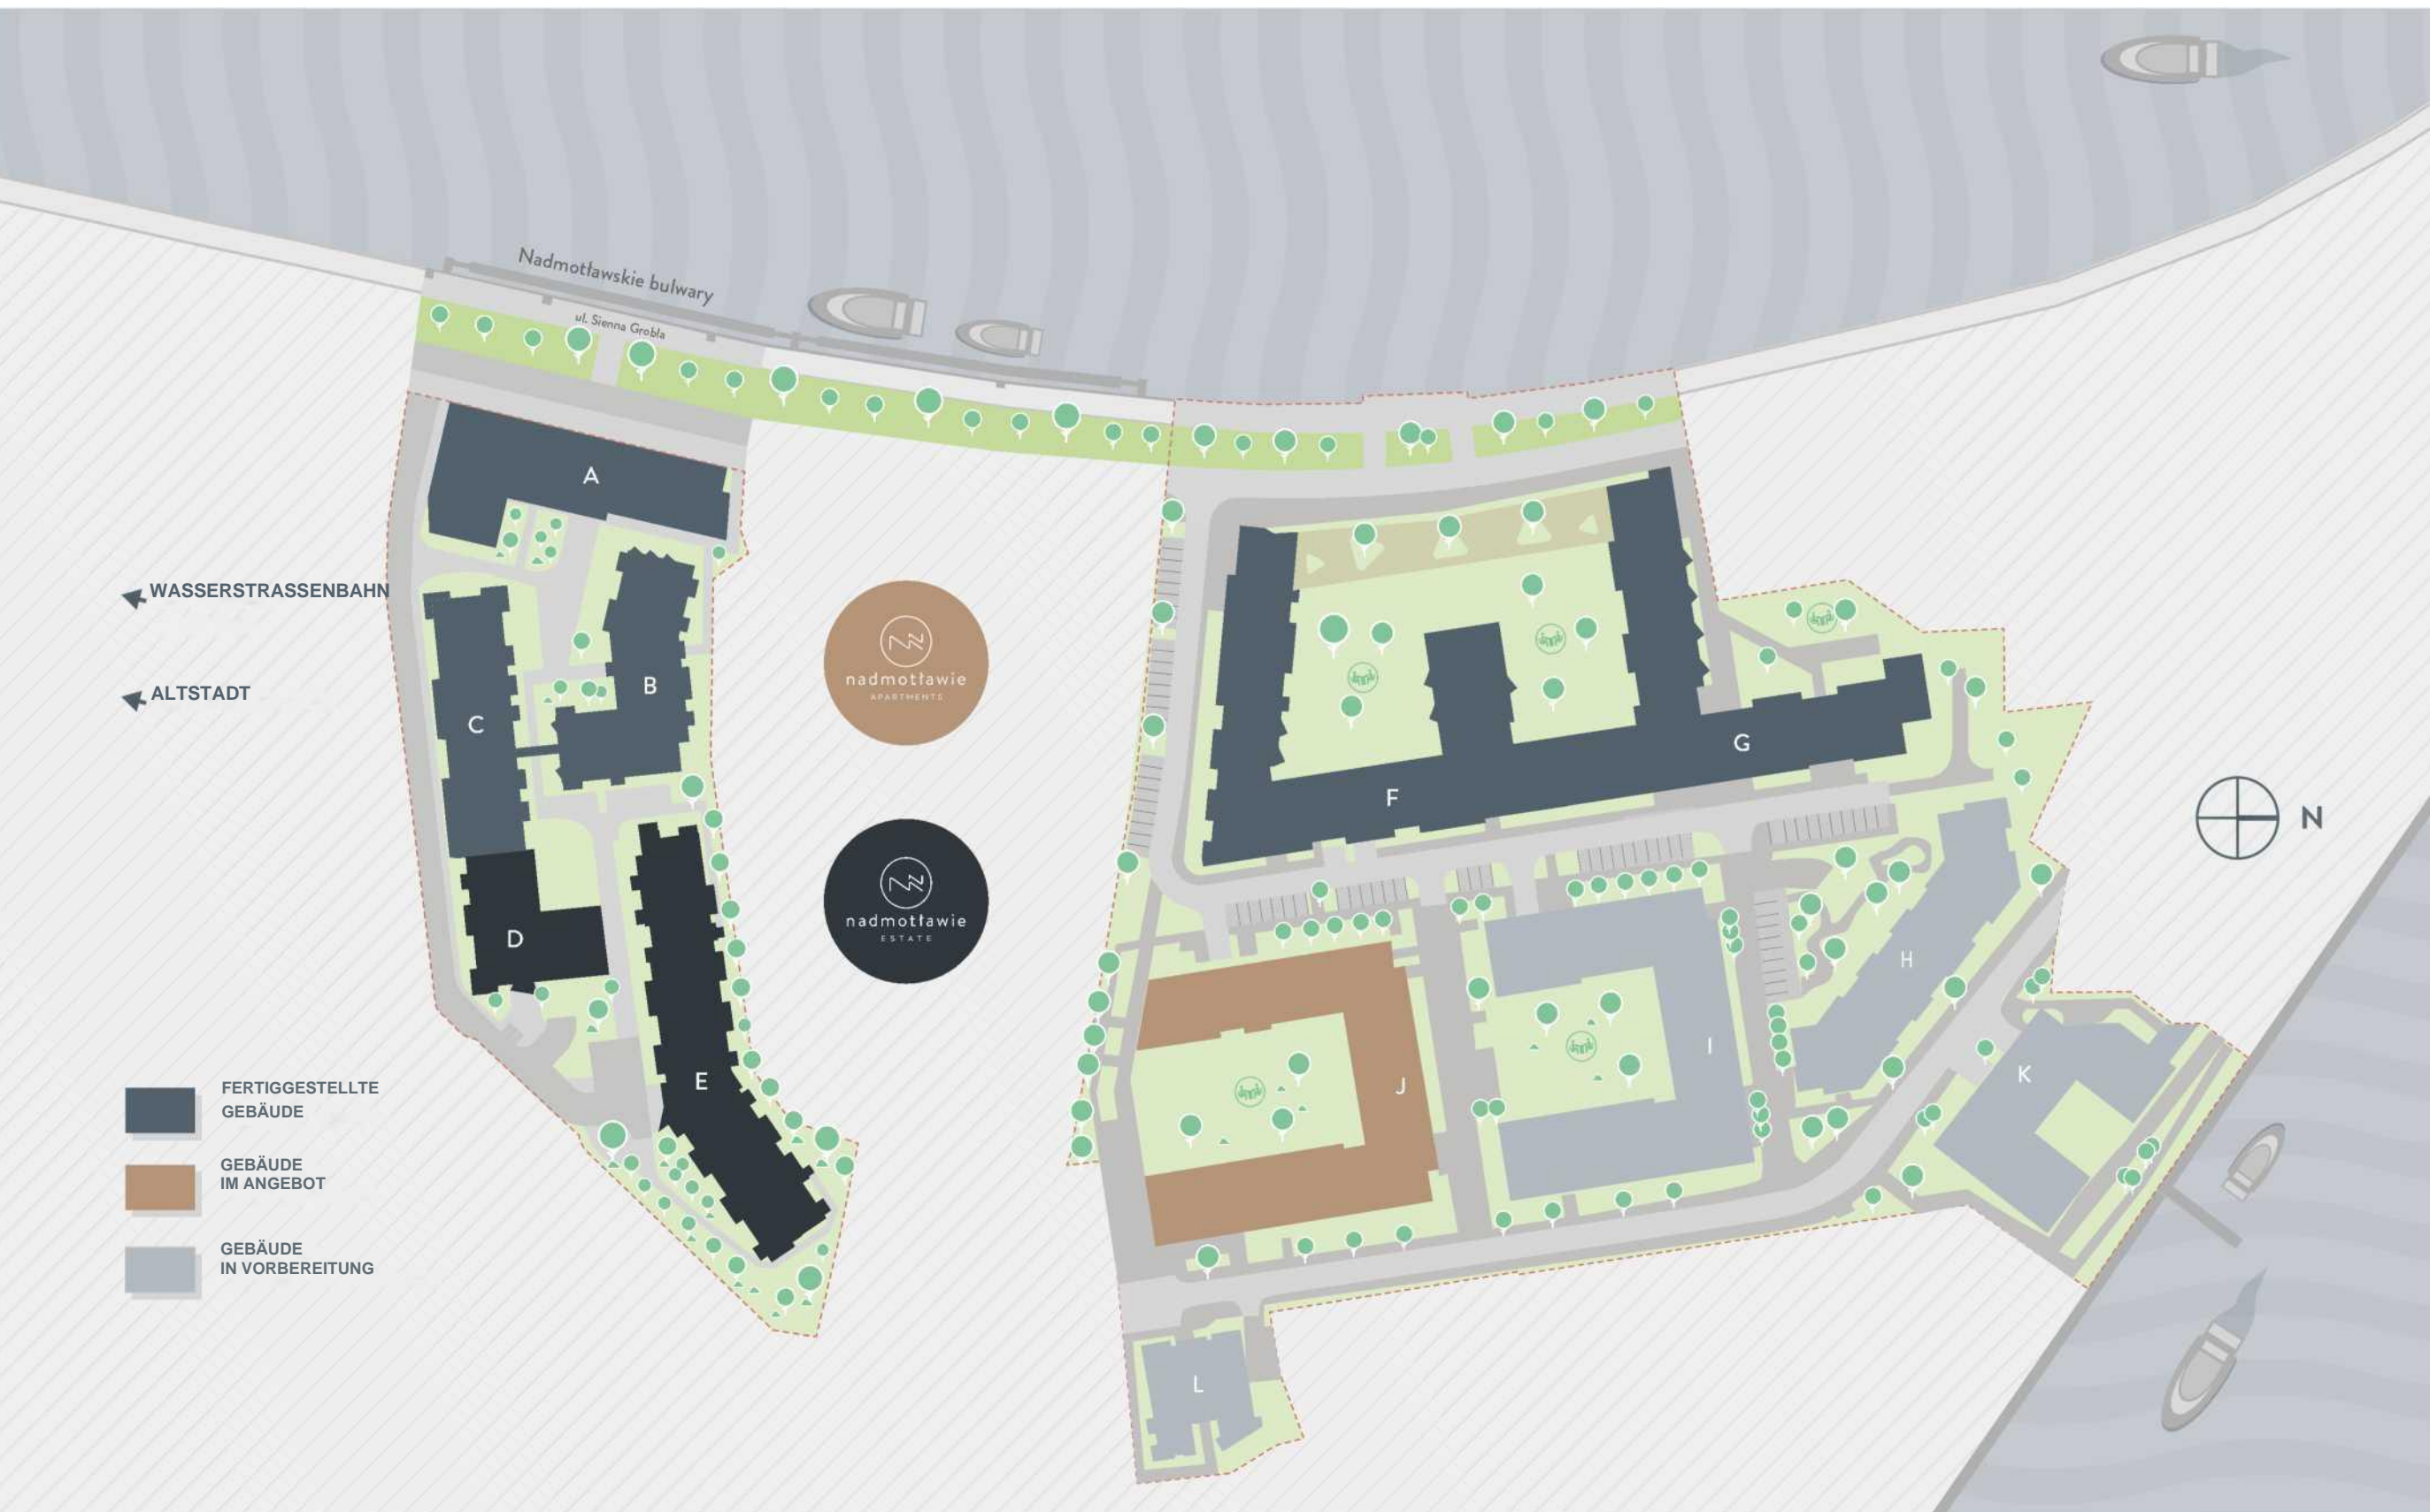 Nadmotławskie bulwary
ul. Sienna Grobla
A
WASSERSTRASSENBAHN
ALTSTADT
B
C
D
E
nadmotławie
APARTMENTS
nadmotławie
ESTATE
F
G
H
I
J
K
L
N
FERTIGGESTELLTE
GEBÄUDE
GEBÄUDE
IM ANGEBOT
GEBÄUDE
IN VORBEREITUNG